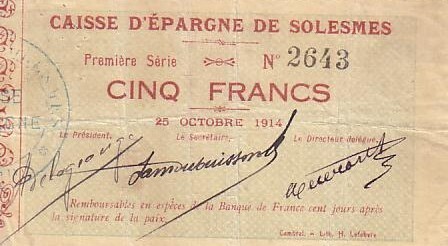 CAISSE D'ÉPARGNE DE SOLESMES
Première Série N° 2643
CINQ FRANCS
25 OCTOBRE 1914
Le Président. Le Secrétaire. Le Directeur délégué.
Remboursables en espèces de la Banque de France cent jours après
la signature de la paix.
Cambrai. - Lith. H. Lefebvre